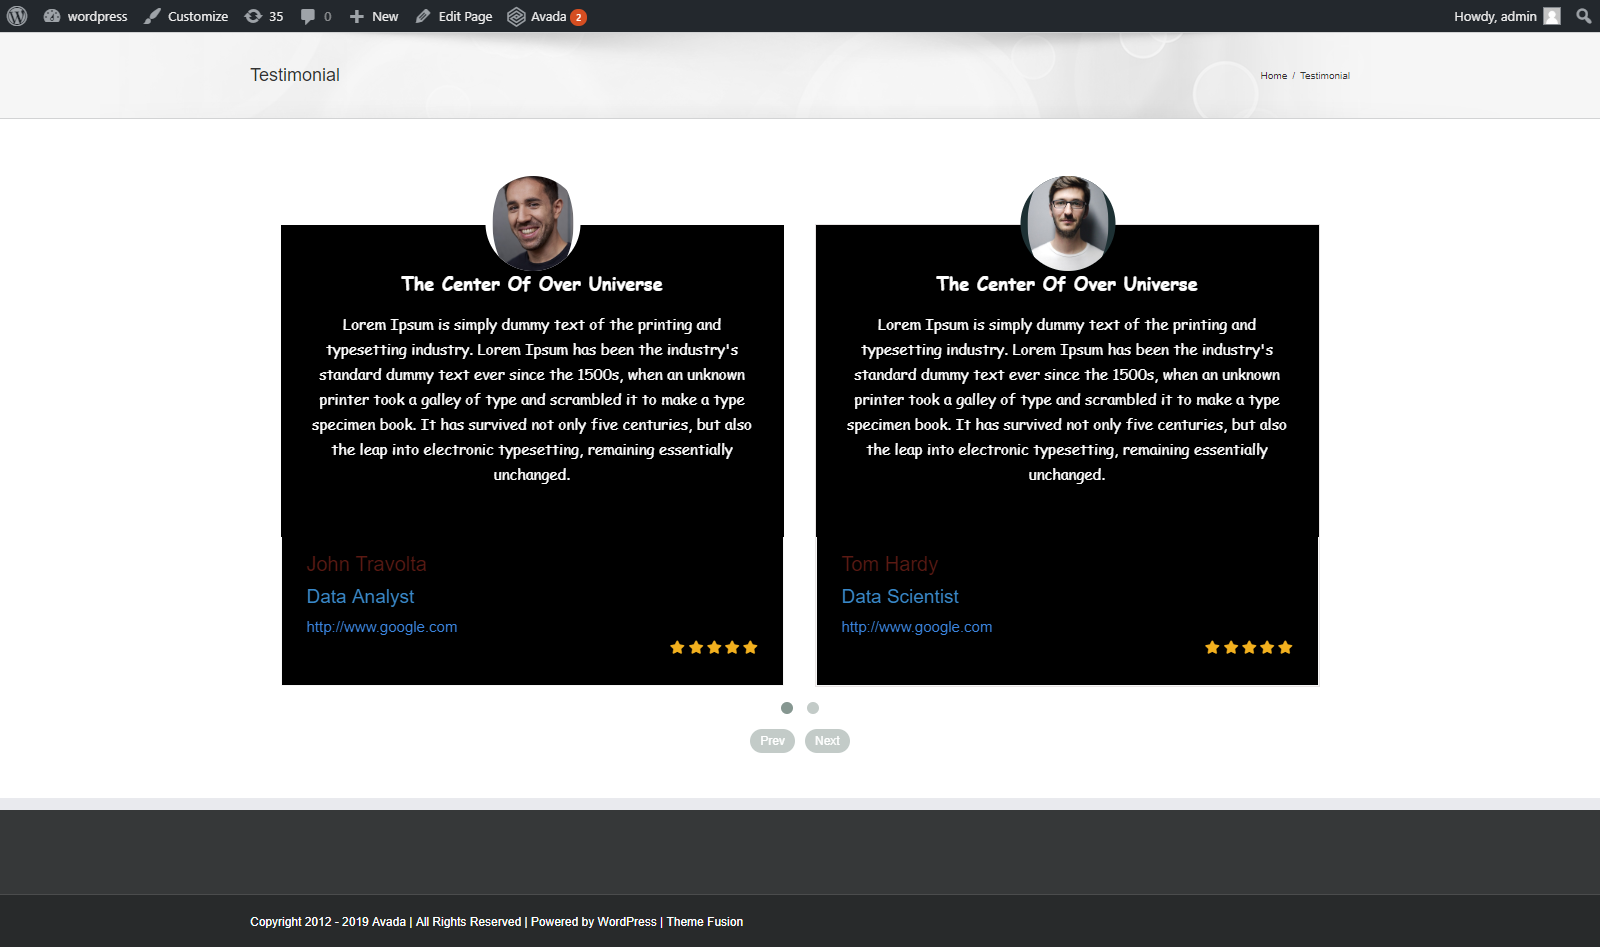 wordpress Customize 35 0 New Edit Page Avada 2 Howdy, admin
Testimonial
Home / Testimonial
The Center Of Over Universe
Lorem Ipsum is simply dummy text of the printing and
typesetting industry. Lorem Ipsum has been the industry's
standard dummy text ever since the 1500s, when an unknown
printer took a galley of type and scrambled it to make a type
specimen book. It has survived not only five centuries, but also
the leap into electronic typesetting, remaining essentially
unchanged.
John Travolta
Data Analyst
http://www.google.com
The Center Of Over Universe
Lorem Ipsum is simply dummy text of the printing and
typesetting industry. Lorem Ipsum has been the industry's
standard dummy text ever since the 1500s, when an unknown
printer took a galley of type and scrambled it to make a type
specimen book. It has survived not only five centuries, but also
the leap into electronic typesetting, remaining essentially
unchanged.
Tom Hardy
Data Scientist
http://www.google.com
Prev Next
Copyright 2012 - 2019 Avada | All Rights Reserved | Powered by WordPress | Theme Fusion